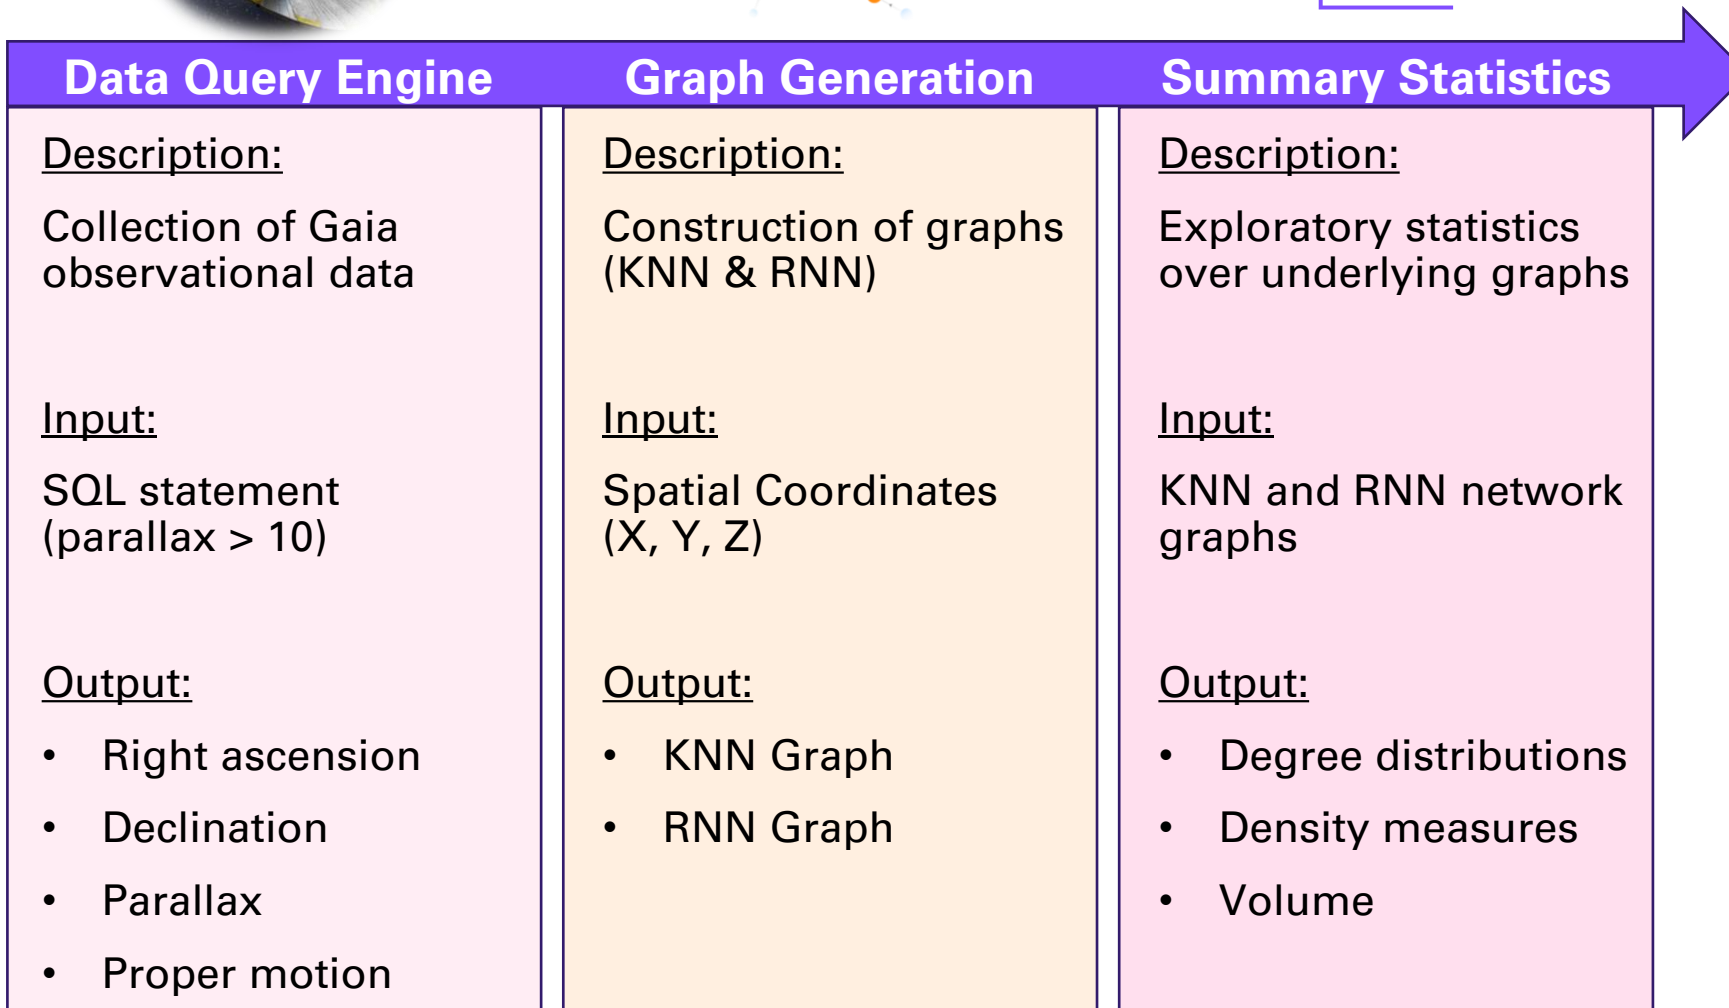 Data Query Engine
Graph Generation
Summary Statistics
Description:
Collection of Gaia
observational data
Input:
SQL statement
(parallax > 10)
Output:
• Right ascension
• Declination
• Parallax
• Proper motion
Description:
Construction of graphs
(KNN & RNN)
Input:
Spatial Coordinates
(X, Y, Z)
Output:
• KNN Graph
• RNN Graph
Description:
Exploratory statistics
over underlying graphs
Input:
KNN and RNN network
graphs
Output:
• Degree distributions
• Density measures
• Volume